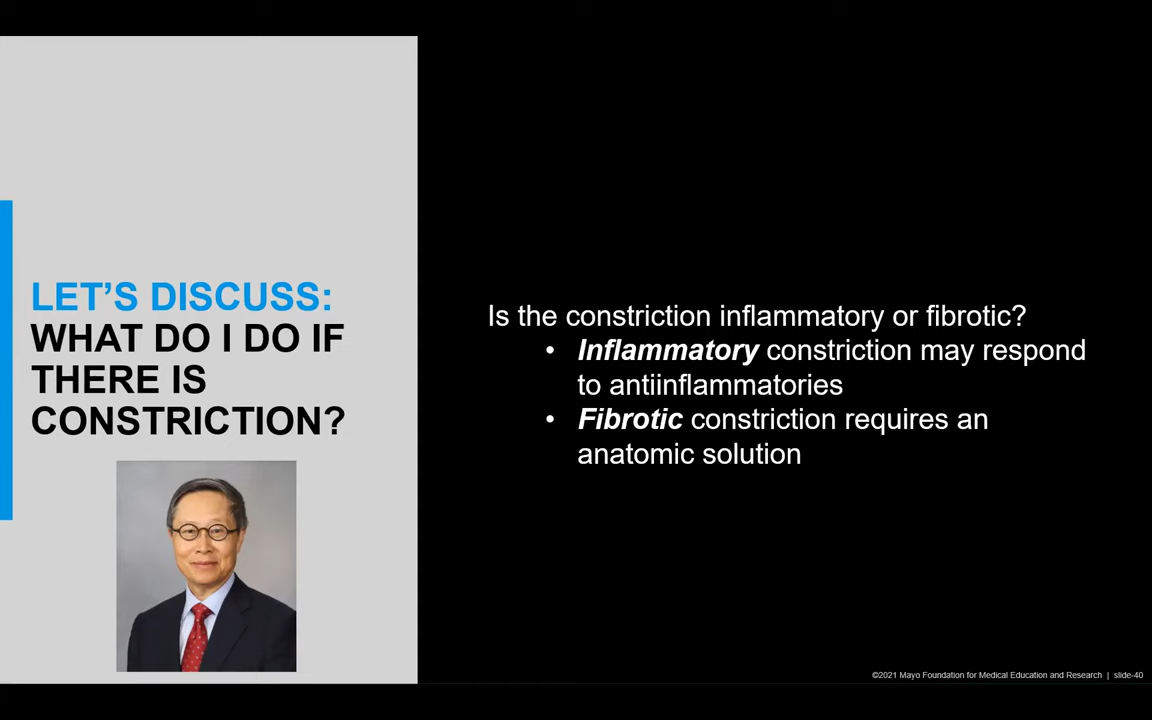 LET’S DISCUSS:
WHAT DO I DO IF
THERE IS
CONSTRICTION?
Is the constriction inflammatory or fibrotic?
• Inflammatory constriction may respond
to antiinflammatories
• Fibrotic constriction requires an
anatomic solution
©2021 Mayo Foundation for Medical Education and Research | slide-40